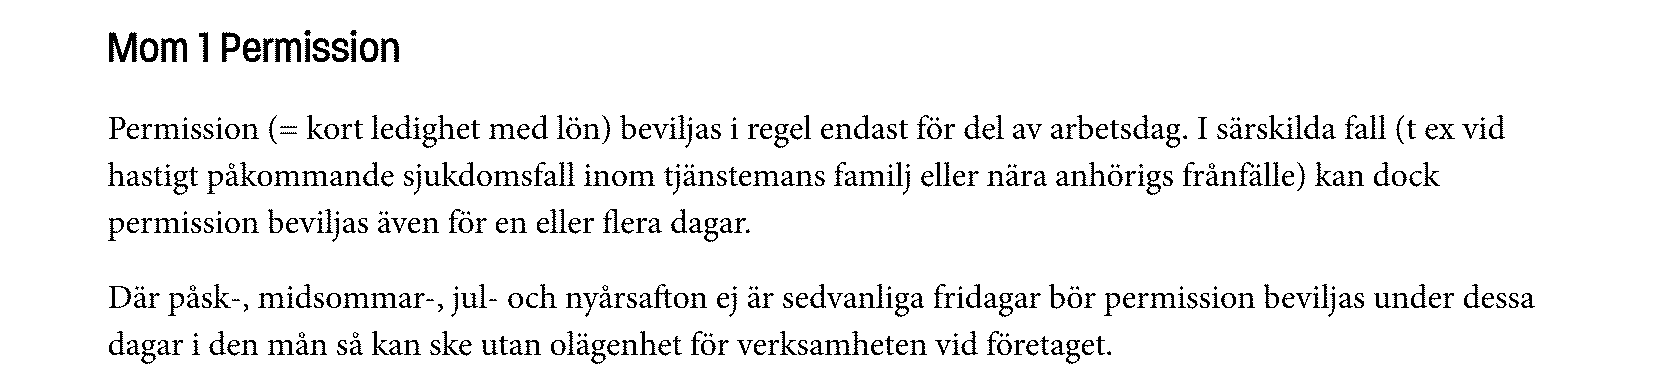 Mom 1 Permission
Permission (= kort ledighet med lön) beviljas i regel endast för del av arbetsdag. I särskilda fall (t ex vid
hastigt påkommande sjukdomsfall inom tjänstemans familj eller nära anhörigs frånfälle) kan dock
permission beviljas även för en eller flera dagar.
Där påsk-, midsommar-, jul- och nyårsafton ej är sedvanliga fridagar bör permission beviljas under dessa
dagar i den mån så kan ske utan olägenhet för verksamheten vid företaget.